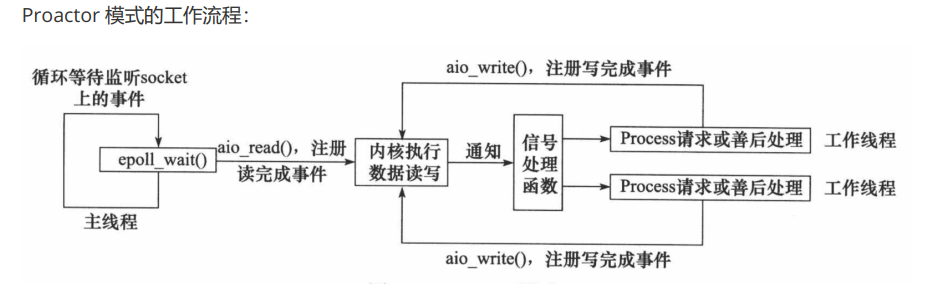 Proactor 模式的工作流程：
aio_write()，注册写完成事件
循环等待监听socket
上的事件
epoll_wait()
aio_read()，注册
读完成事件
内核执行
数据读写
通知
信号
处理
函数
Process请求或善后处理
工作线程
Process请求或善后处理
工作线程
主线程
aio_write()，注册写完成事件